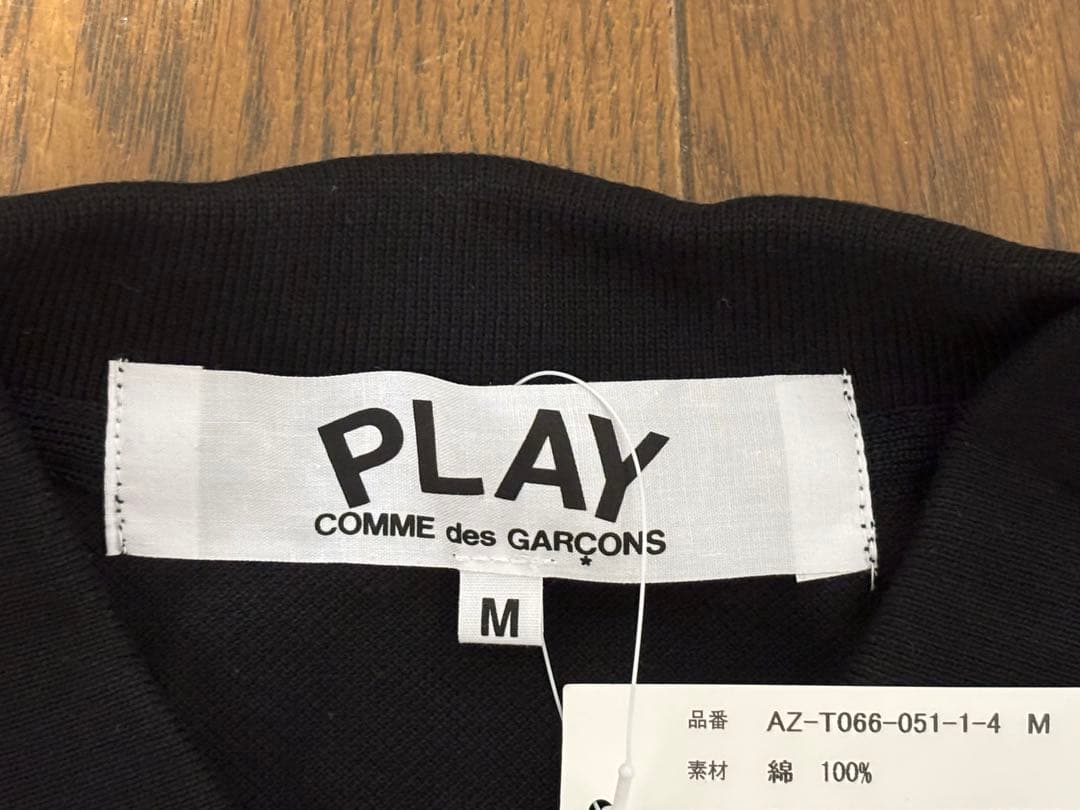 PLAY
COMME des GARÇONS
*
M
品番 AZ-T066-051-1-4 M
素材 綿 100%